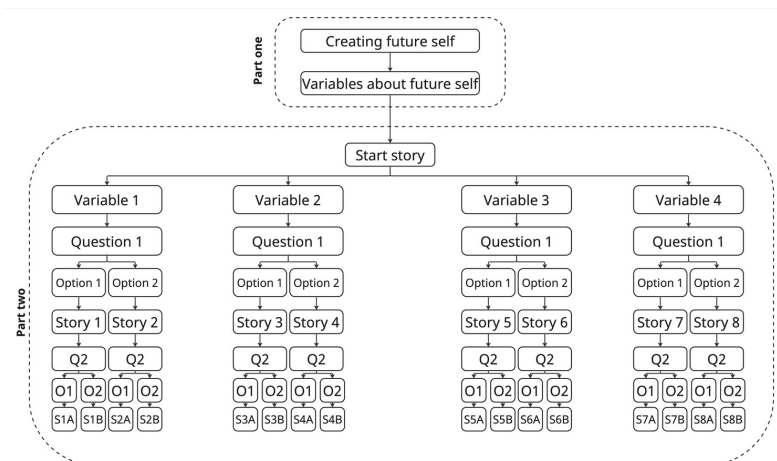 Part one
Creating future self
Variables about future self
Part two
Start story
Variable 1 Variable 2 Variable 3 Variable 4
Question 1 Question 1 Question 1 Question 1
Option 1 Option 2 Option 1 Option 2 Option 1 Option 2 Option 1 Option 2
Story 1 Story 2 Story 3 Story 4 Story 5 Story 6 Story 7 Story 8
Q2 Q2 Q2 Q2 Q2 Q2 Q2 Q2
O1 O2 O1 O2 O1 O2 O1 O2 O1 O2 O1 O2 O1 O2 O1 O2
S1A S1B S2A S2B S3A S3B S4A S4B S5A S5B S6A S6B S7A S7B S8A S8B